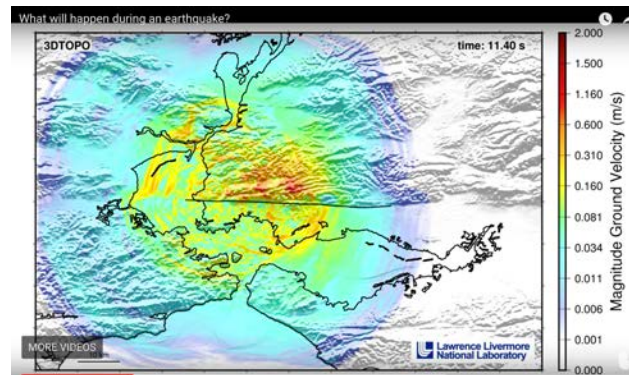 What will happen during an earthquake?
3DTOPO
time: 11.40 s
2.000
1.500
1.160
0.600
0.310
0.160
0.081
0.034
0.011
0.006
0.001
0.000
Magnitude Ground Velocity (m/s)
MORE VIDEOS
Lawrence Livermore
National Laboratory